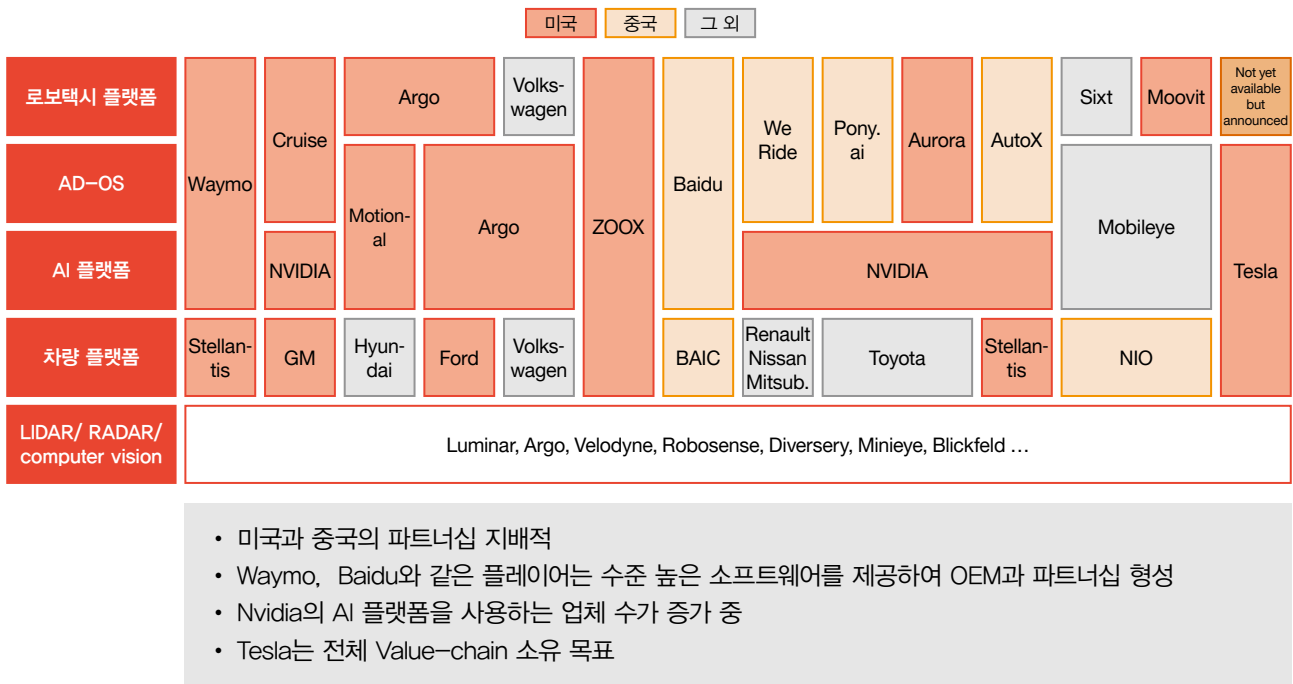 미국 중국 그 외
로보택시 플랫폼
AD-OS
AI 플랫폼
차량 플랫폼
LIDAR/ RADAR/
computer vision
Waymo
Stellan-
tis
Cruise
NVIDIA
GM
Argo
Motion-
al
Hyun-
dai
Argo
Ford
Volks-
wagen
Volks-
wagen
ZOOX
Baidu
BAIC
We
Ride
Pony.
ai
Aurora
AutoX
NVIDIA
Renault
Nissan
Mitsub.
Toyota
Stellan-
tis
Sixt
Moovit
Mobileye
NIO
Not yet
available
but
announced
Tesla
Luminar, Argo, Velodyne, Robosense, Diversery, Minieye, Blickfeld …
• 미국과 중국의 파트너십 지배적
• Waymo, Baidu와 같은 플레이어는 수준 높은 소프트웨어를 제공하여 OEM과 파트너십 형성
• Nvidia의 AI 플랫폼을 사용하는 업체 수가 증가 중
• Tesla는 전체 Value-chain 소유 목표